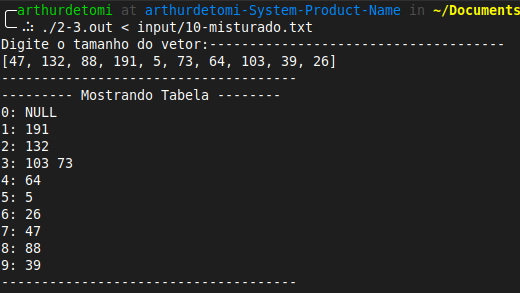 arthurdetomi at arthurdetomi-System-Product-Name in ~/Documents
./2-3.out < input/10-misturado.txt
Digite o tamanho do vetor:-------------------------------------
[47, 132, 88, 191, 5, 73, 64, 103, 39, 26]
-------------------------------------
--------- Mostrando Tabela --------
0: NULL
1: 191
2: 132
3: 103 73
4: 64
5: 5
6: 26
7: 47
8: 88
9: 39
-------------------------------------